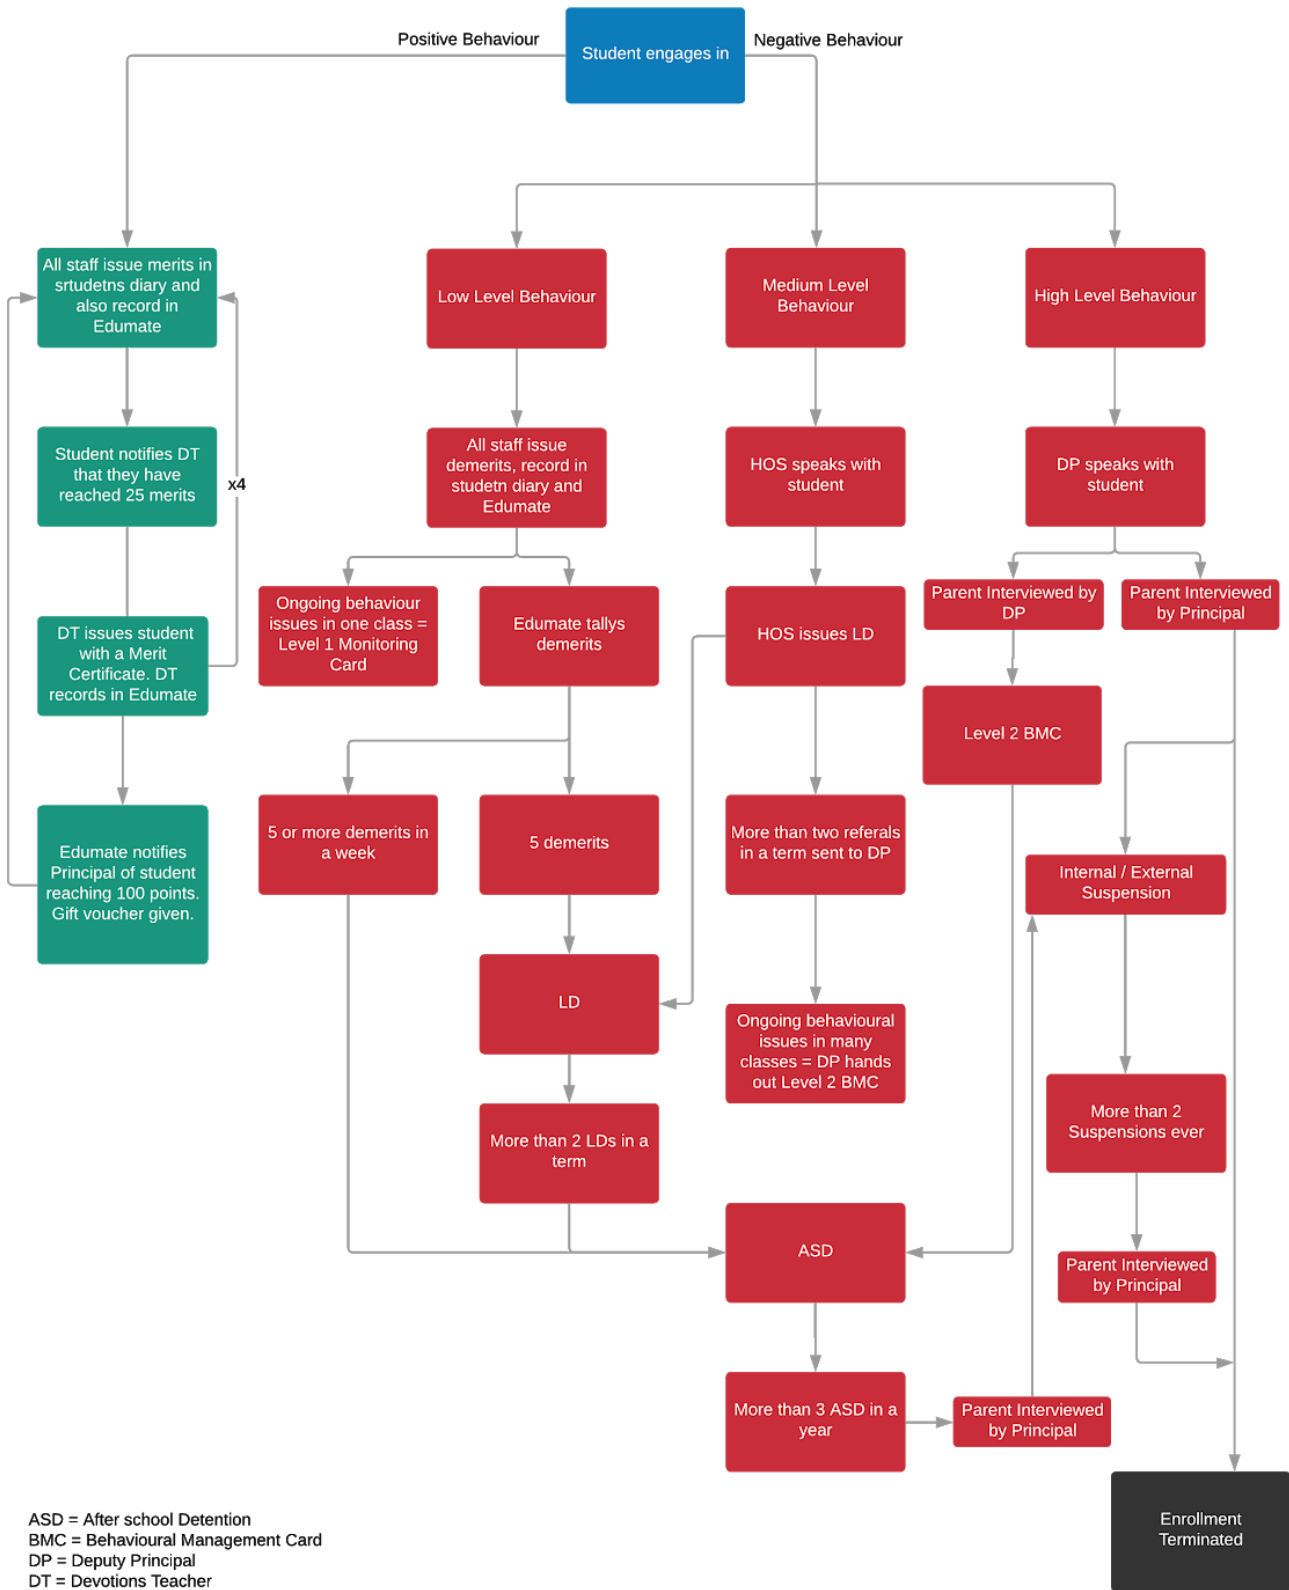 Positive Behaviour
Student engages in
Negative Behaviour
All staff issue merits in
srtudetns diary and
also record in
Edumate
Low Level Behaviour
Medium Level
Behaviour
High Level Behaviour
Student notifies DT
that they have
reached 25 merits
x4
All staff issue
demerits, record in
studetn diary and
Edumate
HOS speaks with
student
DP speaks with
student
Ongoing behaviour
issues in one class =
Level 1 Monitoring
Card
Edumate tallys
demerits
HOS issues LD
Parent Interviewed by
DP
Parent Interviewed
by Principal
DT issues student
with a Merit
Certificate. DT
records in Edumate
Level 2 BMC
Edumate notifies
Principal of student
reaching 100 points.
Gift voucher given.
5 or more demerits in
a week
5 demerits
More than two referals
in a term sent to DP
Internal / External
Suspension
LD
Ongoing behavioural
issues in many
classes = DP hands
out Level 2 BMC
More than 2 LDs in a
term
More than 2
Suspensions ever
ASD
Parent Interviewed
by Principal
More than 3 ASD in a
year
Parent Interviewed
by Principal
Enrollment
Terminated
ASD = After school Detention
BMC = Behavioural Management Card
DP = Deputy Principal
DT = Devotions Teacher